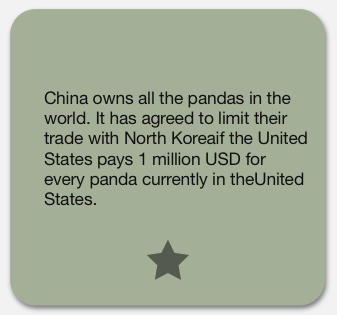 China owns all the pandas in the
world. It has agreed to limit their
trade with North Koreaif the United
States pays 1 million USD for
every panda currently in theUnited
States.